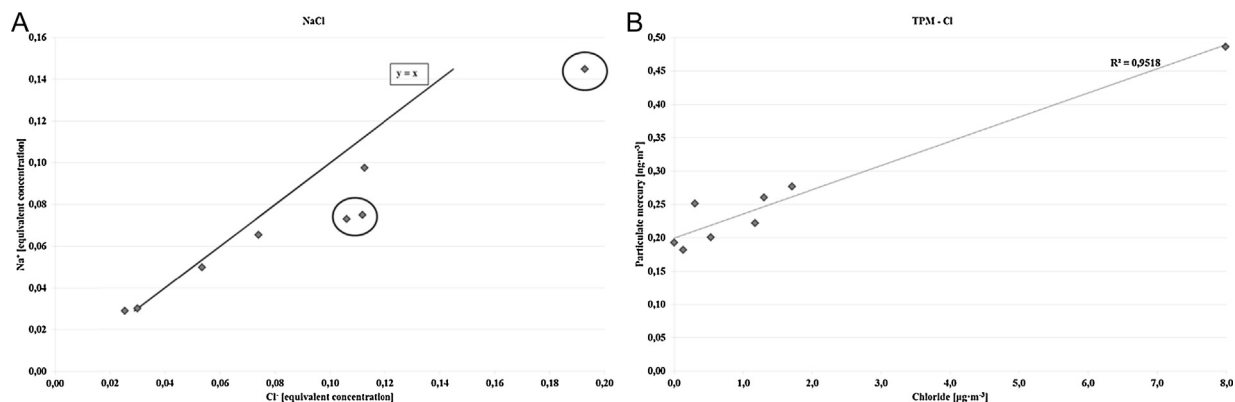 A
NaCl
0,16
0,14
0,12
0,10
0,08
0,06
0,04
0,02
0,00
Na⁺ [equivalent concentration]
y = x
0,00 0,02 0,04 0,06 0,08 0,10 0,12 0,14 0,16 0,18 0,20
Cl⁻ [equivalent concentration]
B
TPM - Cl
0,50
0,45
0,40
0,35
0,30
0,25
0,20
0,15
0,10
0,05
0,00
Particulate mercury [ng·m⁻³]
R² = 0,9518
0,0 1,0 2,0 3,0 4,0 5,0 6,0 7,0 8,0
Chloride [µg·m⁻³]